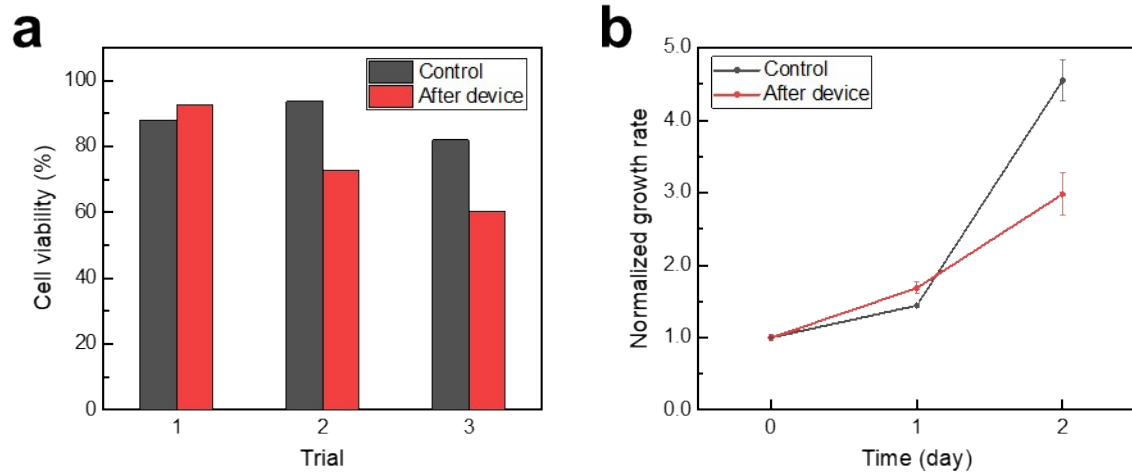 a
Control
After device
100
80
60
40
20
0
Cell viability (%)
1 2 3
Trial
b
Control
After device
5.0
4.0
3.0
2.0
1.0
0.0
Normalized growth rate
0 1 2
Time (day)